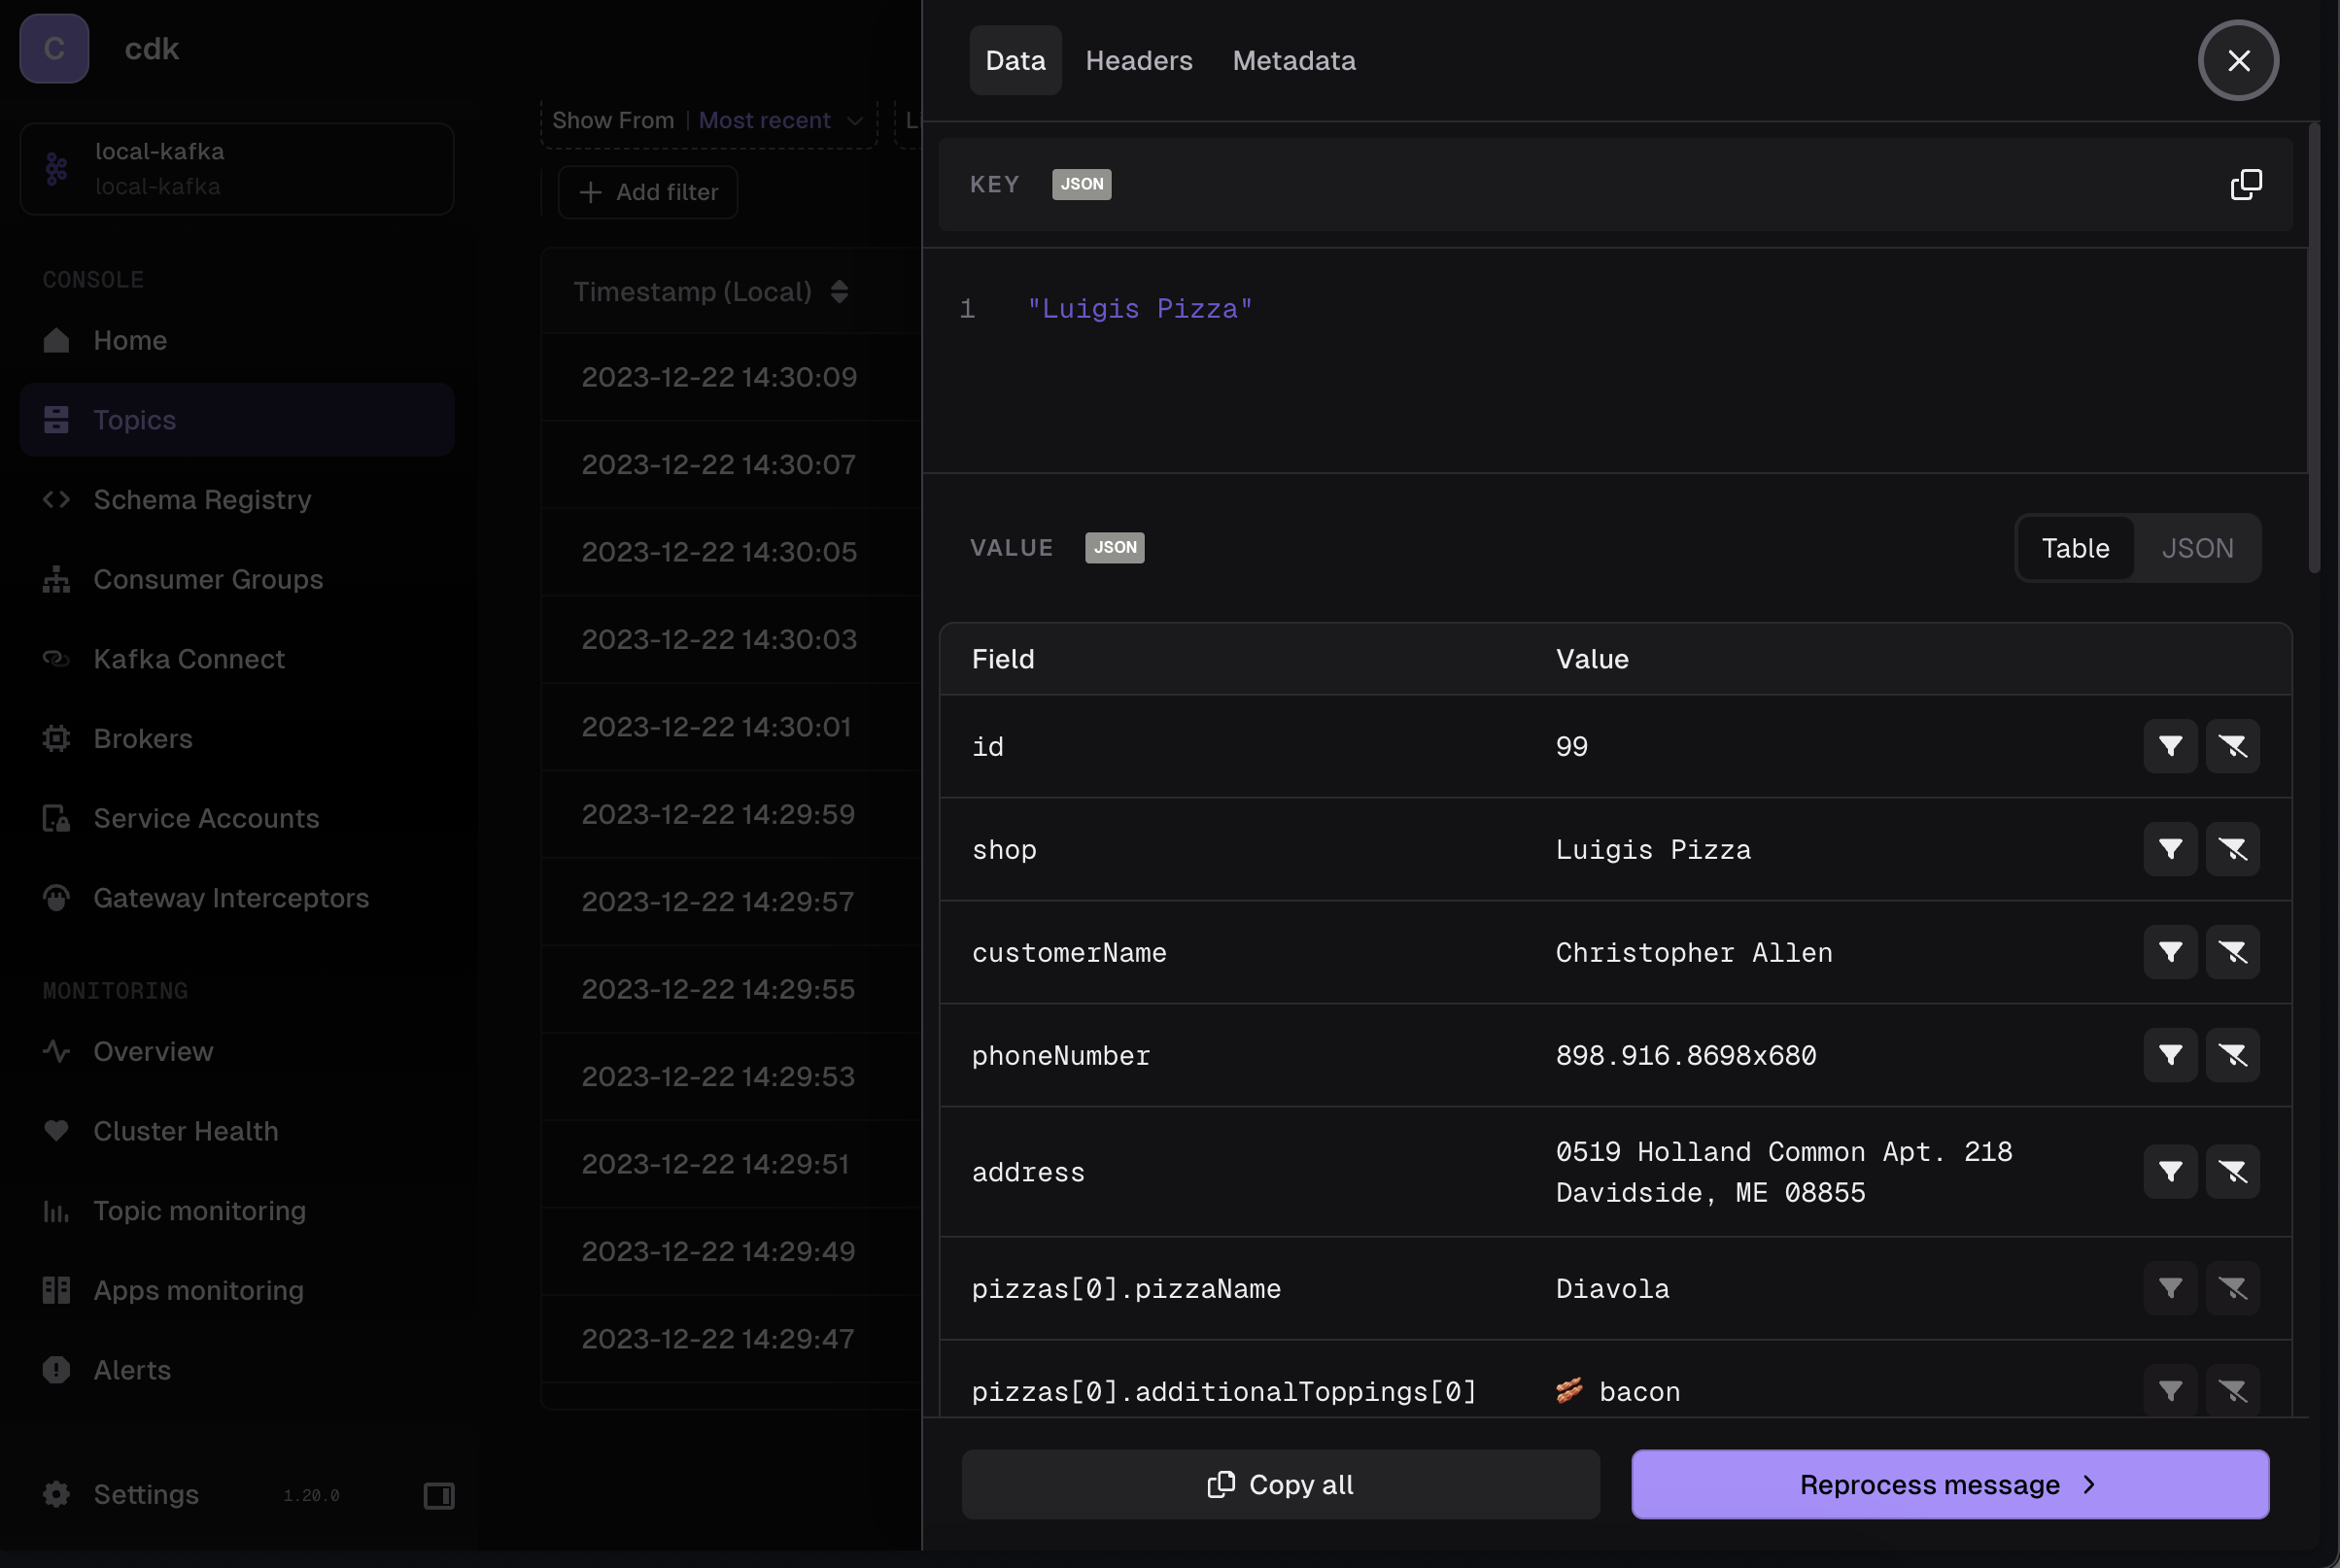 C
cdk
local-kafka
local-kafka
CONSOLE
Home
Topics
Schema Registry
Consumer Groups
Kafka Connect
Brokers
Service Accounts
Gateway Interceptors
MONITORING
Overview
Cluster Health
Topic monitoring
Apps monitoring
Alerts
Settings 1.20.0
Show From | Most recent
Add filter
Timestamp (Local)
2023-12-22 14:30:09
2023-12-22 14:30:07
2023-12-22 14:30:05
2023-12-22 14:30:03
2023-12-22 14:30:01
2023-12-22 14:29:59
2023-12-22 14:29:57
2023-12-22 14:29:55
2023-12-22 14:29:53
2023-12-22 14:29:51
2023-12-22 14:29:49
2023-12-22 14:29:47
Data Headers Metadata
KEY JSON
1 "Luigis Pizza"
VALUE JSON Table JSON
Field Value
id 99
shop Luigis Pizza
customerName Christopher Allen
phoneNumber 898.916.8698x680
address 0519 Holland Common Apt. 218
Davidside, ME 08855
pizzas[0].pizzaName Diavola
pizzas[0].additionalToppings[0] 🥓 bacon
Copy all
Reprocess message